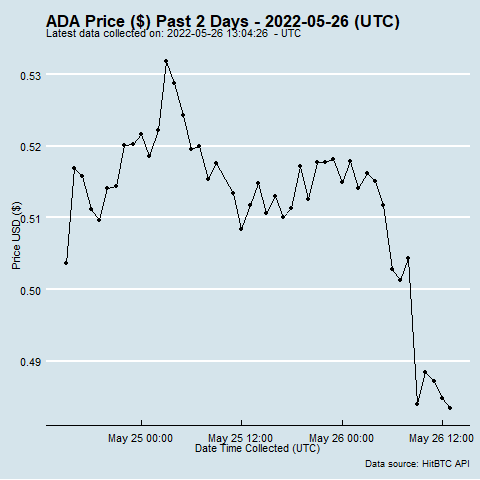 ADA Price ($) Past 2 Days - 2022-05-26 (UTC)
Latest data collected on: 2022-05-26 13:04:26 - UTC
0.53
0.52
0.51
0.50
0.49
Price USD ($)
May 25 00:00 May 25 12:00 May 26 00:00 May 26 12:00
Date Time Collected (UTC)
Data source: HitBTC API